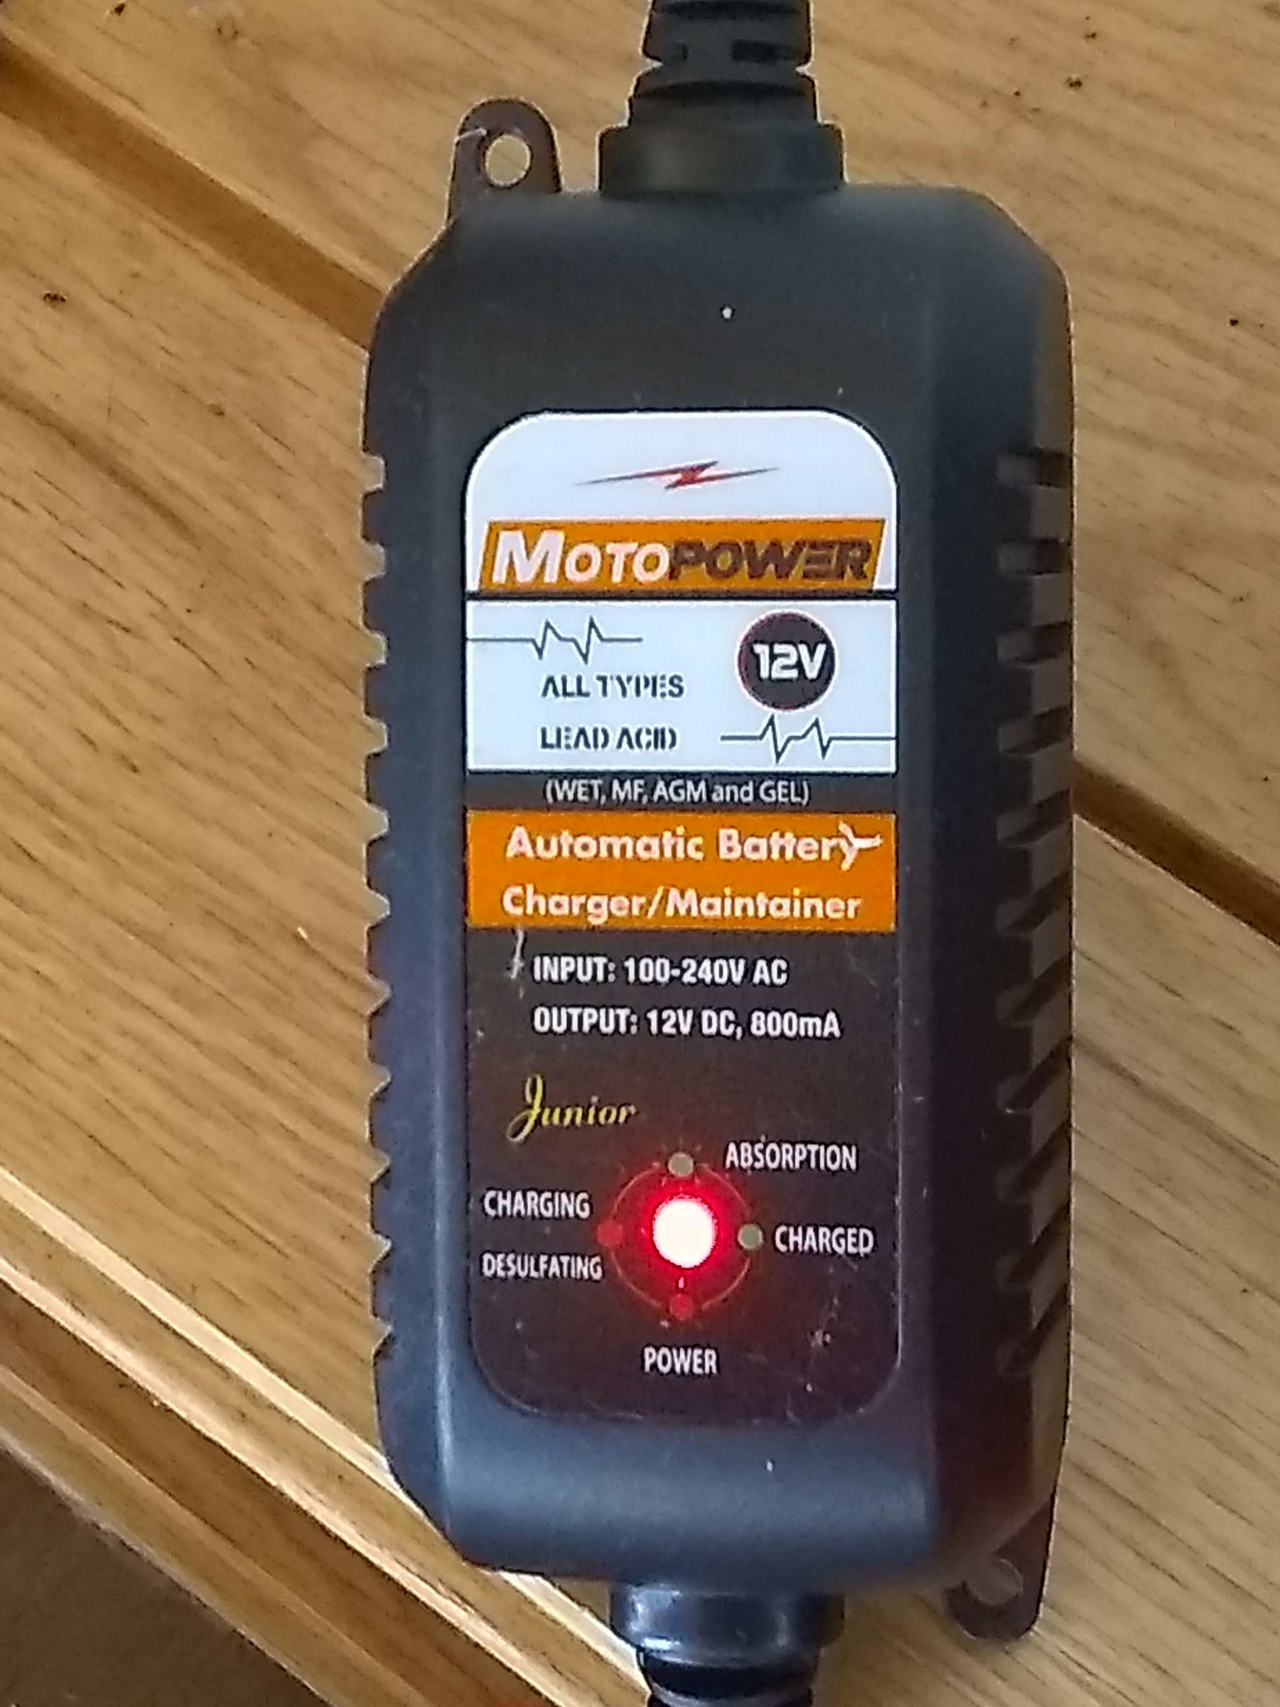 MOTOPOWER
12V
ALL TYPES
LEAD ACID
(WET, MF, AGM and GEL)
Automatic Battery
Charger/Maintainer
INPUT: 100-240V AC
OUTPUT: 12V DC, 800mA
Junior
ABSORPTION
CHARGING
CHARGED
DESULFATING
POWER